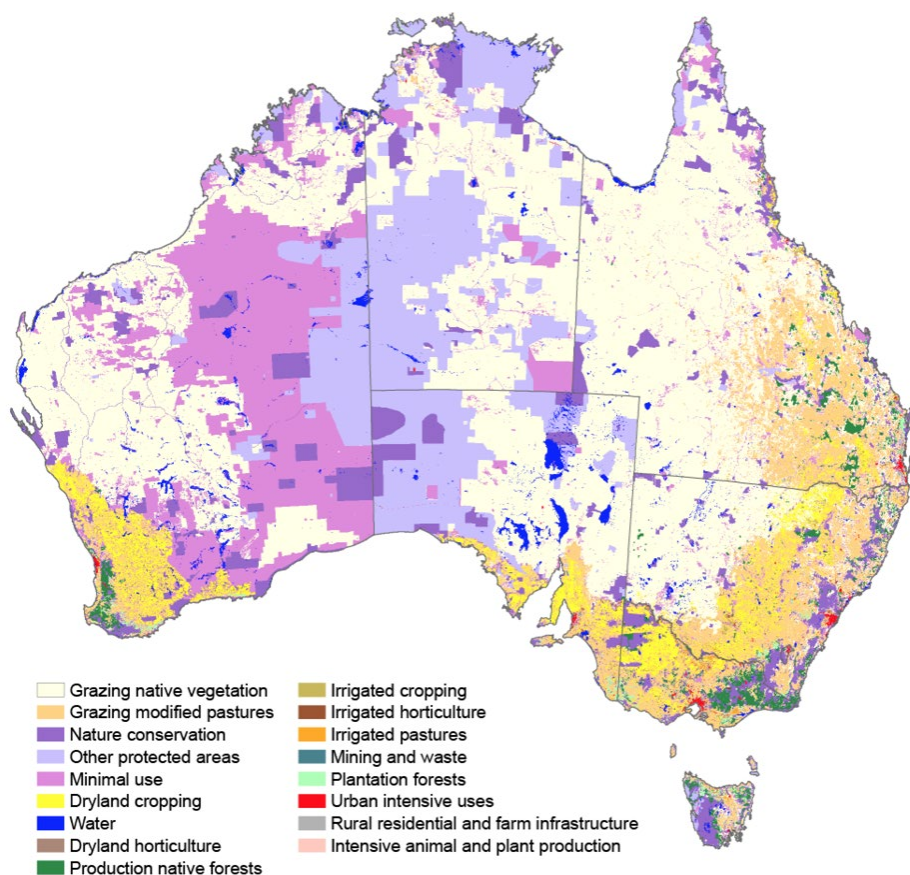 Grazing native vegetation
Grazing modified pastures
Nature conservation
Other protected areas
Minimal use
Dryland cropping
Water
Dryland horticulture
Production native forests
Irrigated cropping
Irrigated horticulture
Irrigated pastures
Mining and waste
Plantation forests
Urban intensive uses
Rural residential and farm infrastructure
Intensive animal and plant production